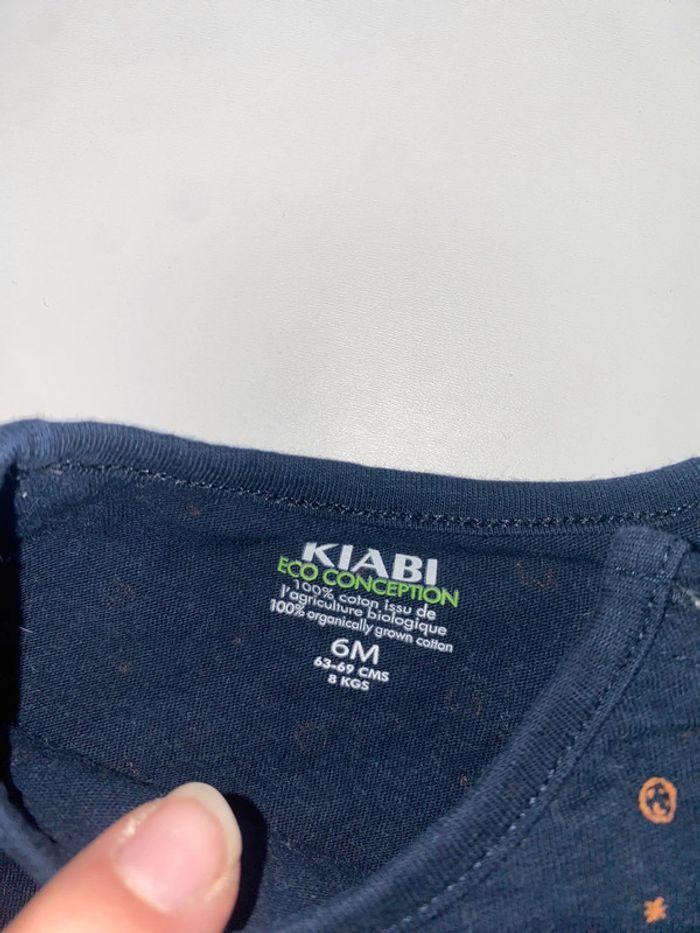 KIABI
ECO CONCEPTION
100% coton issu de
l'agriculture biologique
100% organically grown cotton
6M
63-69 CMS
8 KGS